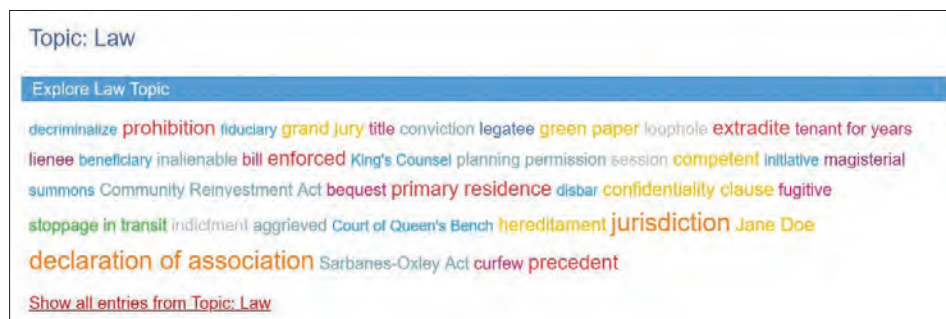 Topic: Law
Explore Law Topic
decriminalize prohibition fiduciary grand jury title conviction legatee green paper loophole extradite tenant for years
lienee beneficiary inalienable bill enforced King's Counsel planning permission session competent initiative magisterial
summons Community Reinvestment Act bequest primary residence disbar confidentiality clause fugitive
stoppage in transit indictment aggrieved Court of Queen's Bench hereditament jurisdiction Jane Doe
declaration of association Sarbanes-Oxley Act curfew precedent
Show all entries from Topic: Law